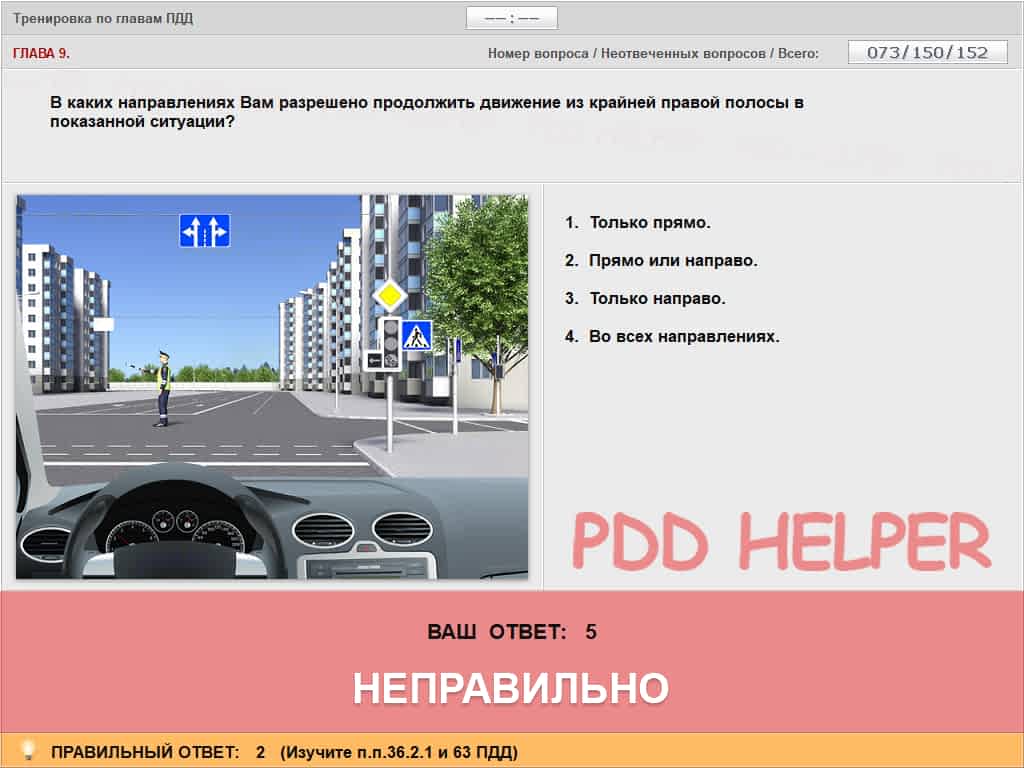 Тренировка по главам ПДД
—— : ——
ГЛАВА 9.
Номер вопроса / Неотвеченных вопросов / Всего:
073/150/152
В каких направлениях Вам разрешено продолжить движение из крайней правой полосы в
показанной ситуации?
1. Только прямо.
2. Прямо или направо.
3. Только направо.
4. Во всех направлениях.
PDD HELPER
ВАШ ОТВЕТ: 5
НЕПРАВИЛЬНО
ПРАВИЛЬНЫЙ ОТВЕТ: 2 (Изучите п.п.36.2.1 и 63 ПДД)